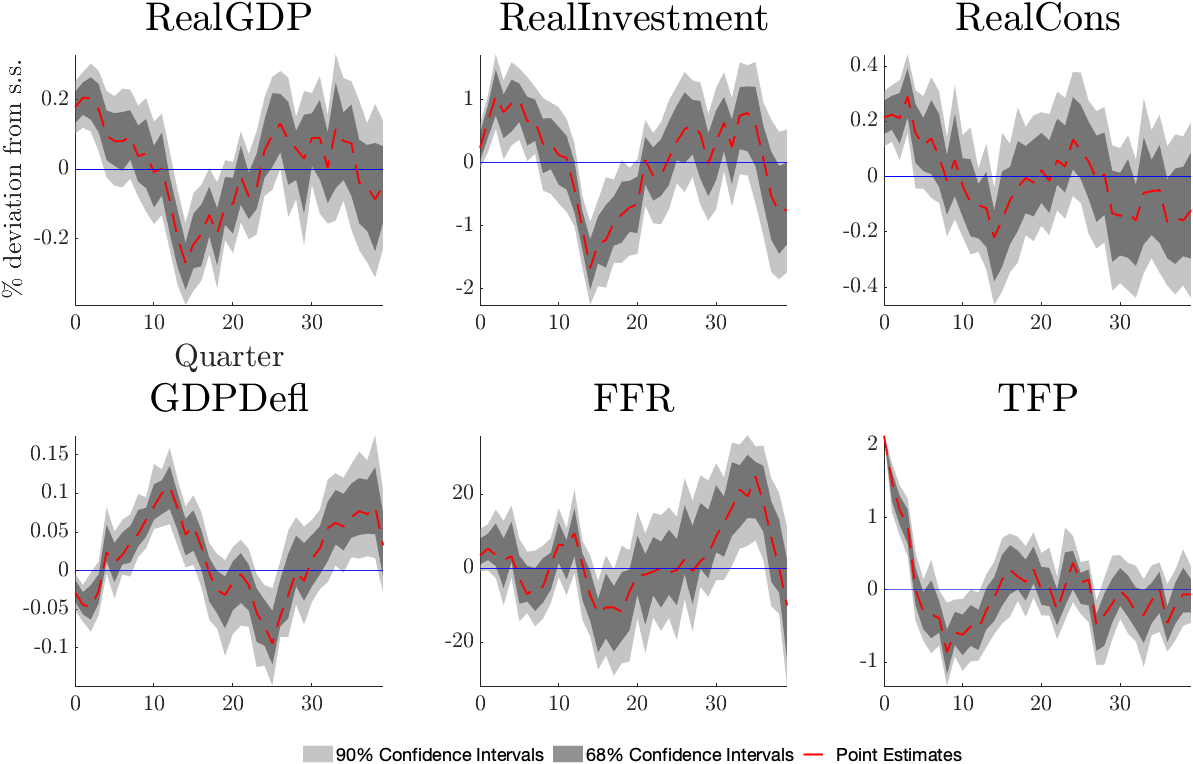 RealGDP
RealInvestment
RealCons
% deviation from s.s.
0.2
0
-0.2
0 10 20 30
Quarter
1
0
-1
-2
0 10 20 30
0.4
0.2
0
-0.2
-0.4
0 10 20 30
GDPDefl
FFR
TFP
0.15
0.1
0.05
0
-0.05
-0.1
0 10 20 30
20
0
-20
0 10 20 30
2
1
0
-1
0 10 20 30
90% Confidence Intervals 68% Confidence Intervals Point Estimates